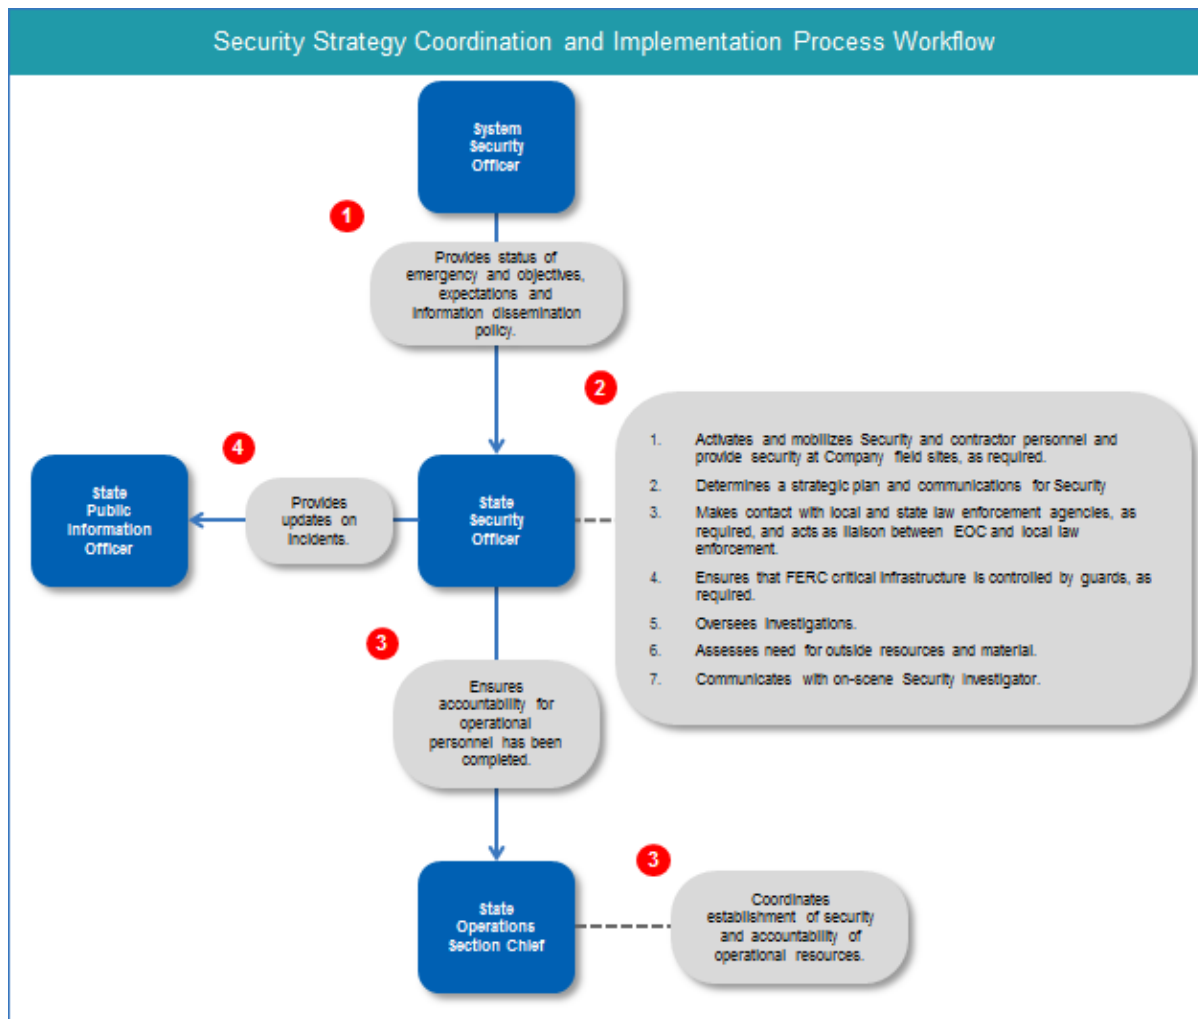 Security Strategy Coordination and Implementation Process Workflow
System
Security
Officer
1
Provides status of
emergency and objectives,
expectations and
information dissemination
policy.
2
1. Activates and mobilizes Security and contractor personnel and
provide security at Company field sites, as required.
2. Determines a strategic plan and communications for Security
3. Makes contact with local and state law enforcement agencies, as
required, and acts as liaison between EOC and local law
enforcement.
4. Ensures that FERC critical infrastructure is controlled by guards, as
required.
5. Oversees investigations.
6. Assesses need for outside resources and material.
7. Communicates with on-scene Security Investigator.
4
State
Public
Information
Officer
Provides
updates on
incidents.
State
Security
Officer
3
Ensures
accountability for
operational
personnel has been
completed.
State
Operations
Section Chief
3
Coordinates
establishment of security
and accountability of
operational resources.